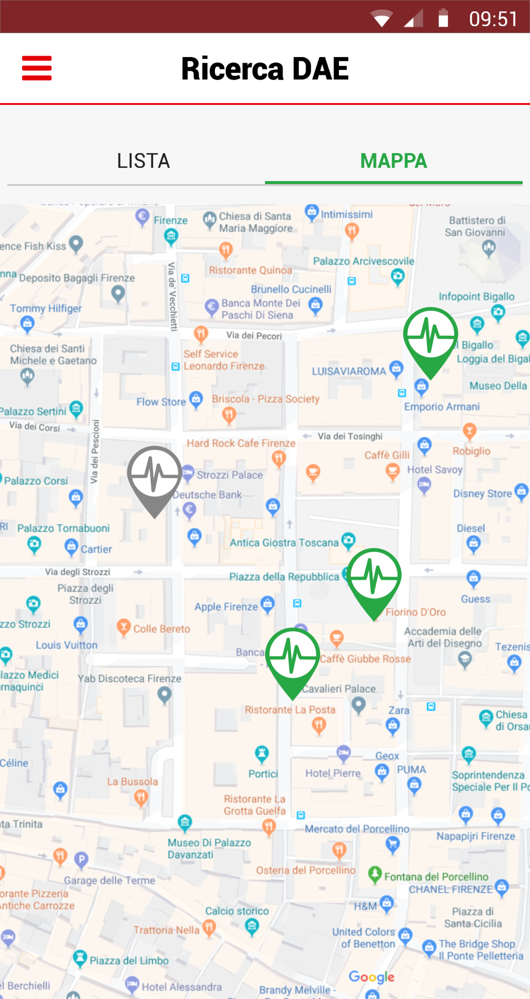 09:51
Ricerca DAE
LISTA
MAPPA
Firenze
Chiesa di Santa
Maria Maggiore
Intimissimi
Battistero di
San Giovanni
ence Fish Kiss
Ristorante Quinoa
Palazzo Arcivescovile
nna
Deposito Bagagli Firenze
Via de' Vecchietti
Brunello Cucinelli
Infopoint Bigallo
Tommy Hilfiger
Banca Monte Dei
Paschi Di Siena
Via dei Pecori
Chiesa dei Santi
Michele e Gaetano
Self Service
Leonardo Firenze
el Bigallo
Loggia del Bigal
LUISAVIAROMA
Museo Della
Flow Store
Briscola - Pizza Society
Emporio Armani
Palazzo Sertini
Via dei Corsi
Via dei Pescioni
Via dei Tosinghi
Hard Rock Cafe Firenze
Caffè Gilli
Robiglio
Hotel Savoy
Strozzi Palace
Palazzo Corsi
Deutsche Bank
Disney Store
RI
Palazzo Tornabuoni
Diesel
Cartier
Antica Giostra Toscana
Via degli Strozzi
Piazza della Repubblica
Piazza degli
Strozzi
Guess
Apple Firenze
Fiorino D'Oro
zzo Strozzi
Colle Bereto
Accademia delle
Arti del Disegno
Louis Vuitton
Tezenis
Banca
Caffè Giubbe Rosse
lazzo Medici
rnaquinci
Yab Discoteca Firenze
Cavalieri Palace
Ristorante La Posta
Zara
Chiesa
di Orsan
Céline
Portici
Hotel Pierre
Geox
PUMA
Soprintendenza
Speciale Per Il Po
La Bussola
Ristorante La
Grotta Guelfa
ta Trinita
Mercato del Porcellino
Napapijri Firenze
Museo Di Palazzo
Davanzati
Osteria del Porcellino
Fontana del Porcellino
Garage delle Terme
CHANEL FIRENZE
orante Pizzeria
Antiche Carrozze
H&M
Calcio storico
Piazza di
Santa Cicilia
Trattoria Nella
United Colors
of Benetton
The Bridge Shop
Il Ponte Pelletteria
Piazza del Limbo
Google
el Berchielli
Hotel Alessandra
Brandy Melville -